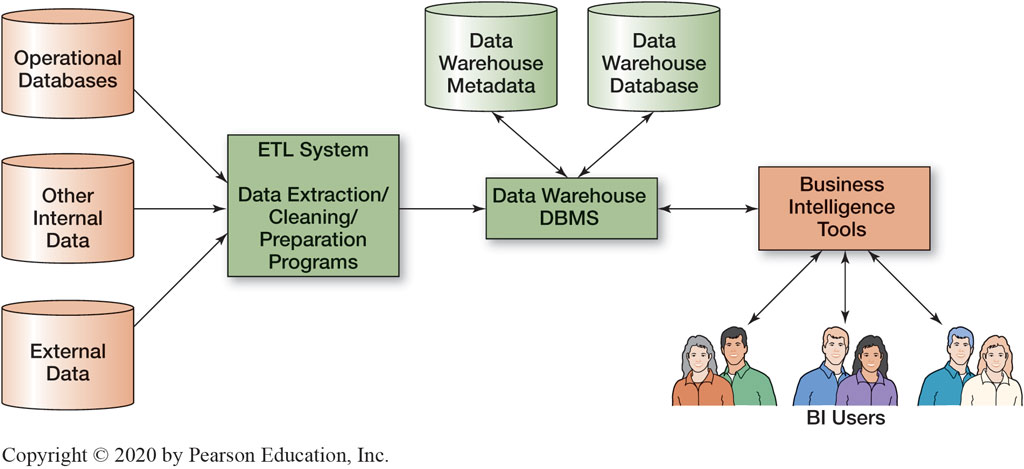 Operational
Databases
Other
Internal
Data
External
Data
ETL System
Data Extraction/
Cleaning/
Preparation
Programs
Data
Warehouse
Metadata
Data
Warehouse
Database
Data Warehouse
DBMS
Business
Intelligence
Tools
BI Users
Copyright © 2020 by Pearson Education, Inc.